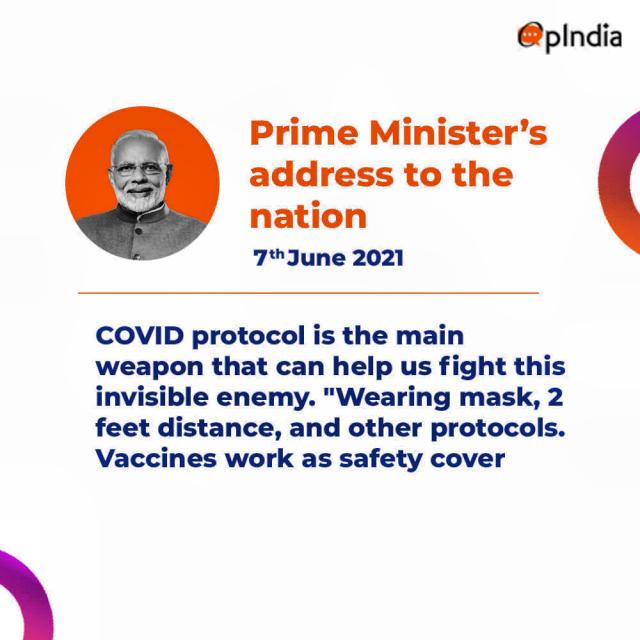 OpIndia
Prime Minister's
address to the
nation
7th June 2021
COVID protocol is the main
weapon that can help us fight this
invisible enemy. "Wearing mask, 2
feet distance, and other protocols.
Vaccines work as safety cover